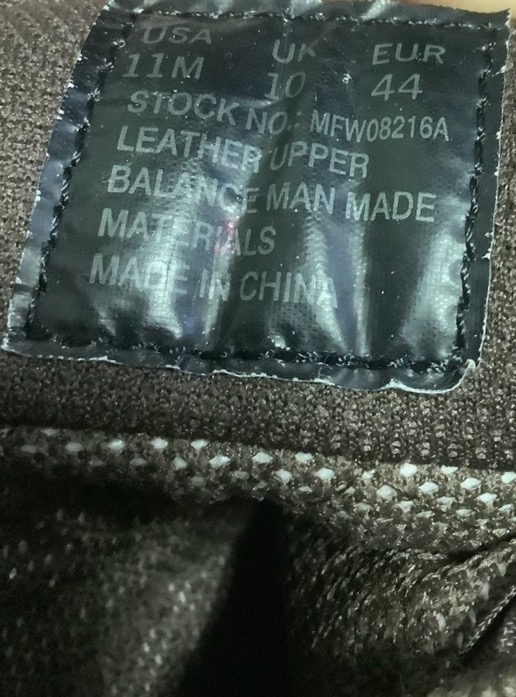 USA UK EUR
11M 10 44
STOCK NO.: MFW08216A
LEATHER UPPER
BALANCE MAN MADE
MATERIALS
MADE IN CHINA